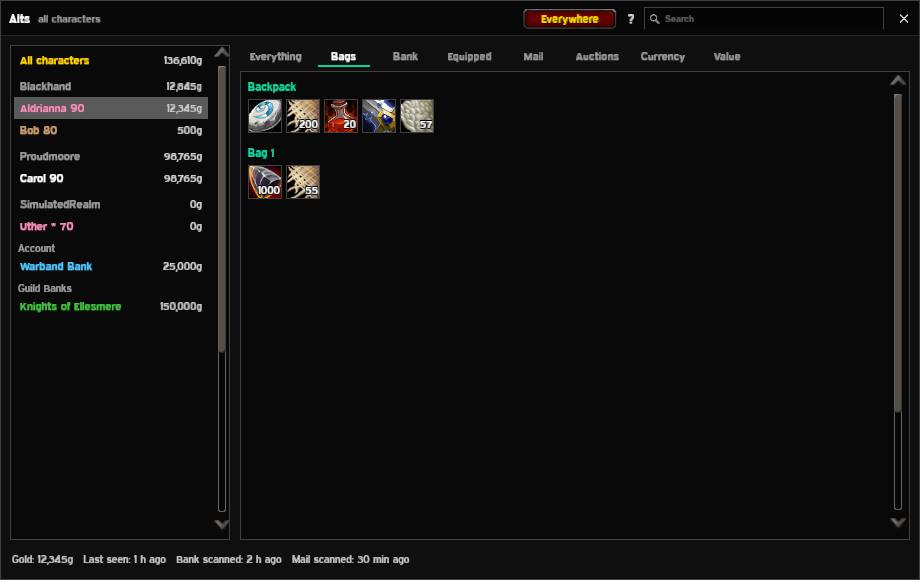 Alts all characters
Everywhere
?
Search
All characters 136,610g
Blackhand 12,845g
Aldrianna 90 12,345g
Bob 80 500g
Proudmoore 98,765g
Carol 90 98,765g
SimulatedRealm 0g
Uther * 70 0g
Account
Warband Bank 25,000g
Guild Banks
Knights of Ellesmere 150,000g
Everything Bags Bank Equipped Mail Auctions Currency Value
Backpack
200 20 57
Bag 1
1000 55
Gold: 12,345g Last seen: 1 h ago Bank scanned: 2 h ago Mail scanned: 30 min ago